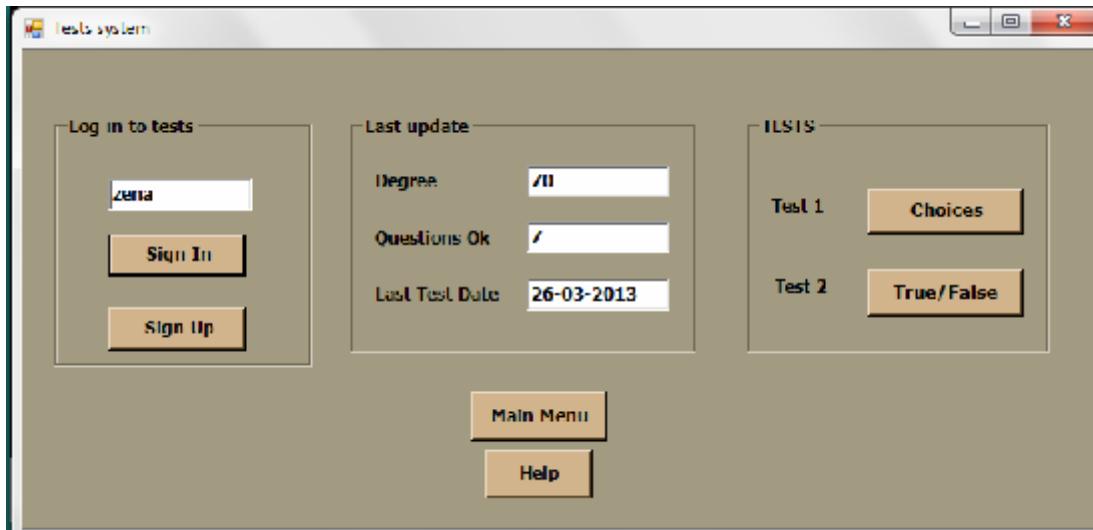 Tests system
Log in to tests
zena
Sign In
Sign Up
Last update
Degree 70
Questions Ok 7
Last Test Date 26-03-2013
TESTS
Test 1 Choices
Test 2 True/False
Main Menu
Help